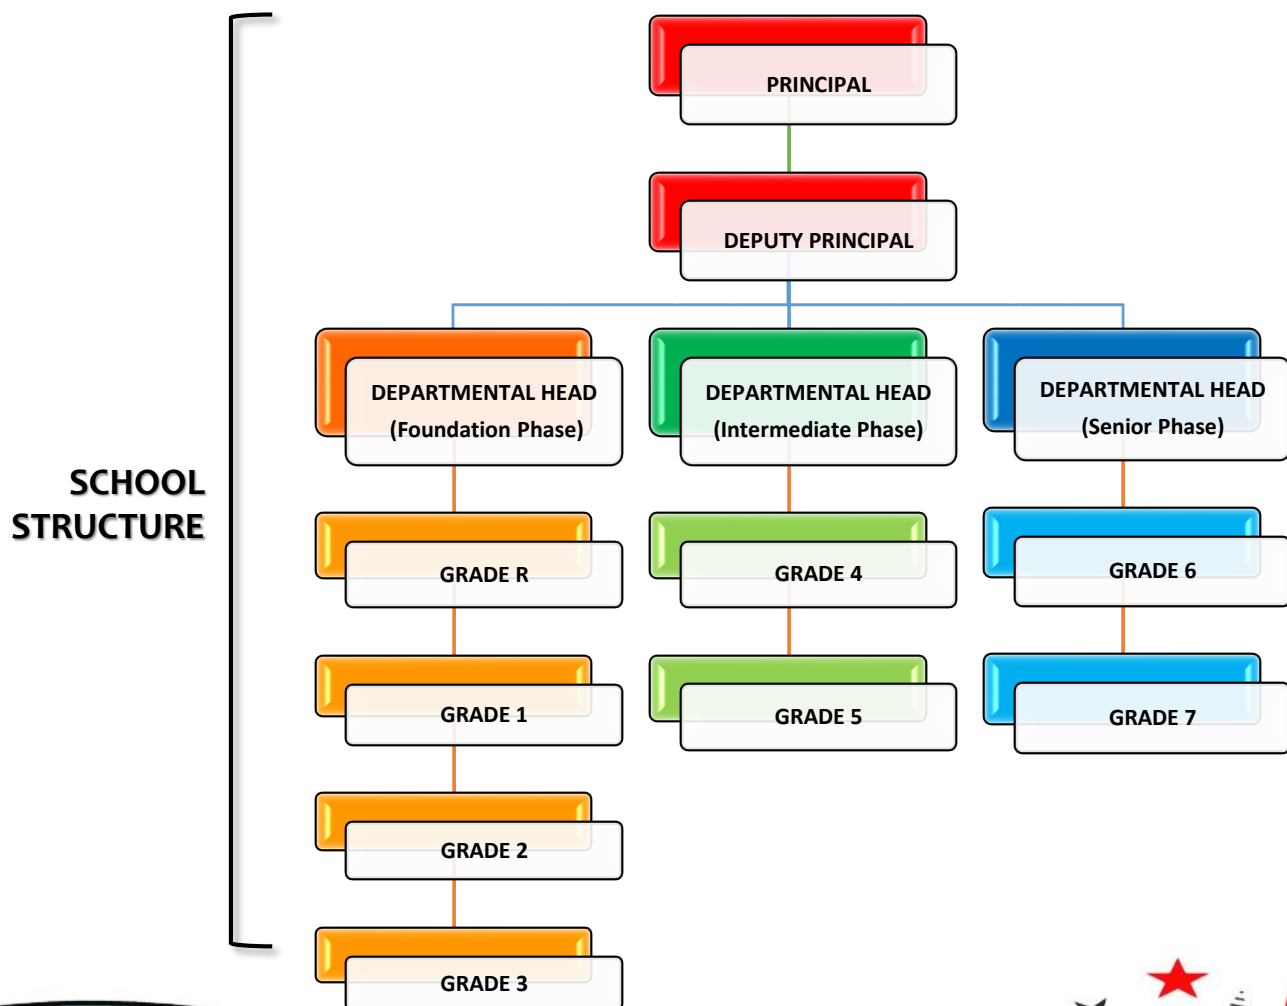 PRINCIPAL
DEPUTY PRINCIPAL
DEPARTMENTAL HEAD
(Foundation Phase)
DEPARTMENTAL HEAD
(Intermediate Phase)
DEPARTMENTAL HEAD
(Senior Phase)
SCHOOL
STRUCTURE
GRADE R
GRADE 4
GRADE 6
GRADE 1
GRADE 5
GRADE 7
GRADE 2
GRADE 3